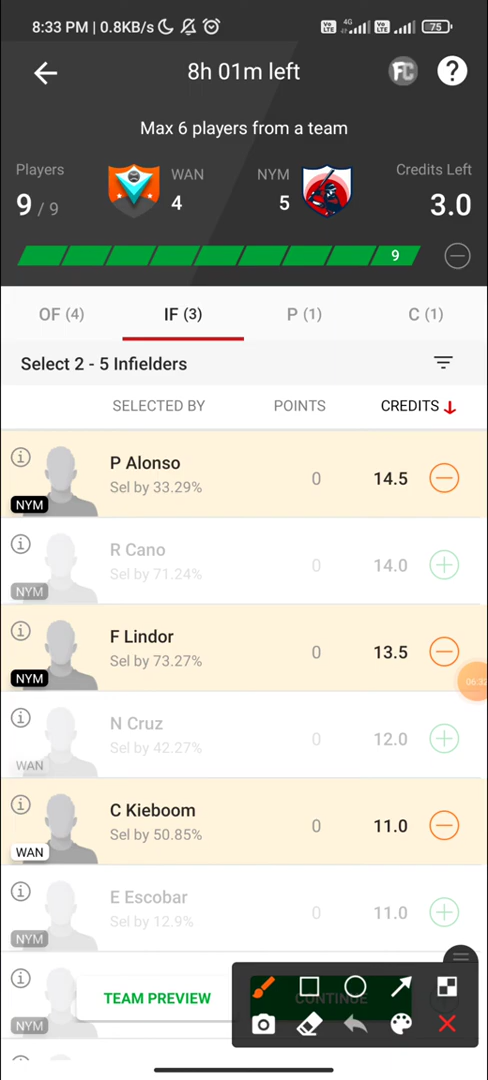 8:33 PM | 0.8KB/s
4G
75
8h 01m left
FC
?
Max 6 players from a team
Players
WAN
NYM
Credits Left
9 / 9
4
5
3.0
9
OF (4)
IF (3)
P (1)
C (1)
Select 2 - 5 Infielders
SELECTED BY
POINTS
CREDITS
P Alonso
Sel by 33.29%
0
14.5
NYM
R Cano
Sel by 71.24%
0
14.0
NYM
F Lindor
Sel by 73.27%
0
13.5
NYM
N Cruz
Sel by 42.27%
0
12.0
WAN
C Kieboom
Sel by 50.85%
0
11.0
WAN
E Escobar
Sel by 12.9%
0
11.0
NYM
TEAM PREVIEW
CONTINUE
NYM